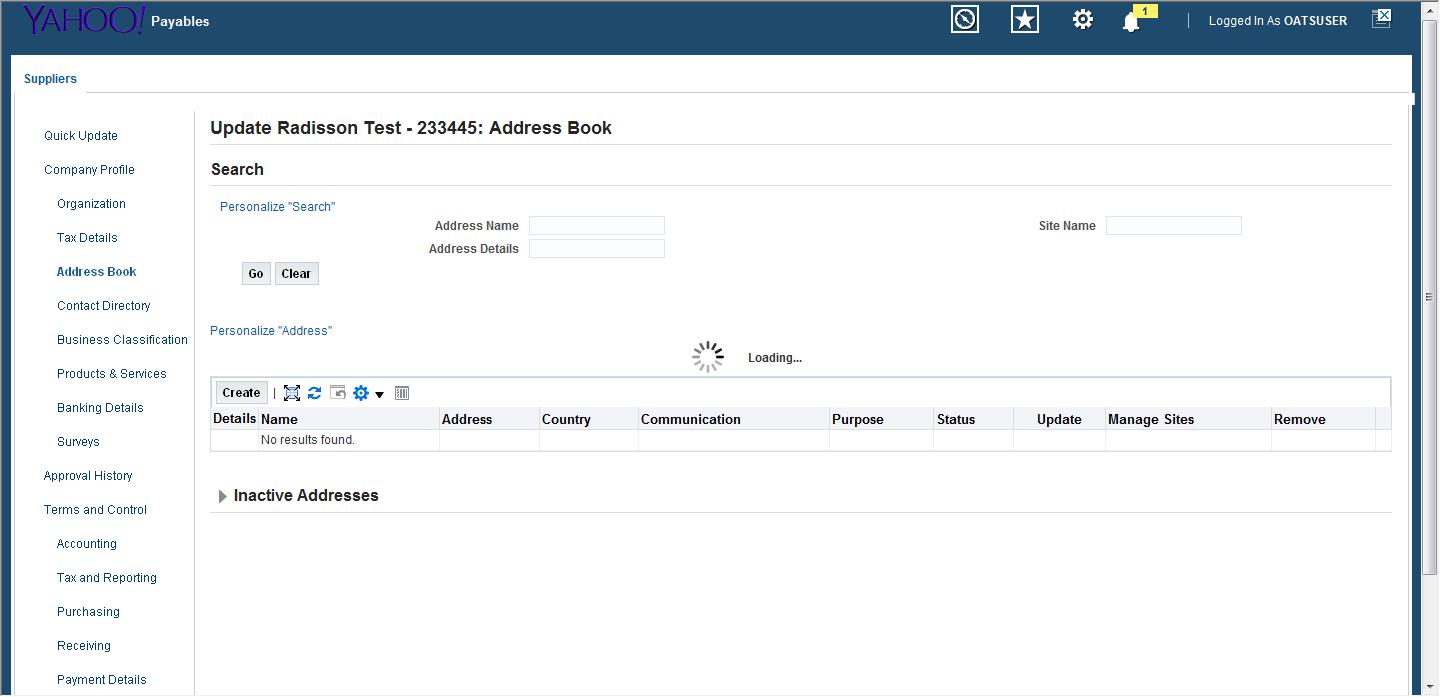 YAHOO! Payables
1
Logged In As OATSUSER
Suppliers
Quick Update
Company Profile
Organization
Tax Details
Address Book
Contact Directory
Business Classification
Products & Services
Banking Details
Surveys
Approval History
Terms and Control
Accounting
Tax and Reporting
Purchasing
Receiving
Payment Details
Update Radisson Test - 233445: Address Book
Search
Personalize "Search"
Address Name
Site Name
Address Details
Go Clear
Personalize "Address"
Loading...
Create
Details Name Address Country Communication Purpose Status Update Manage Sites Remove
No results found.
Inactive Addresses